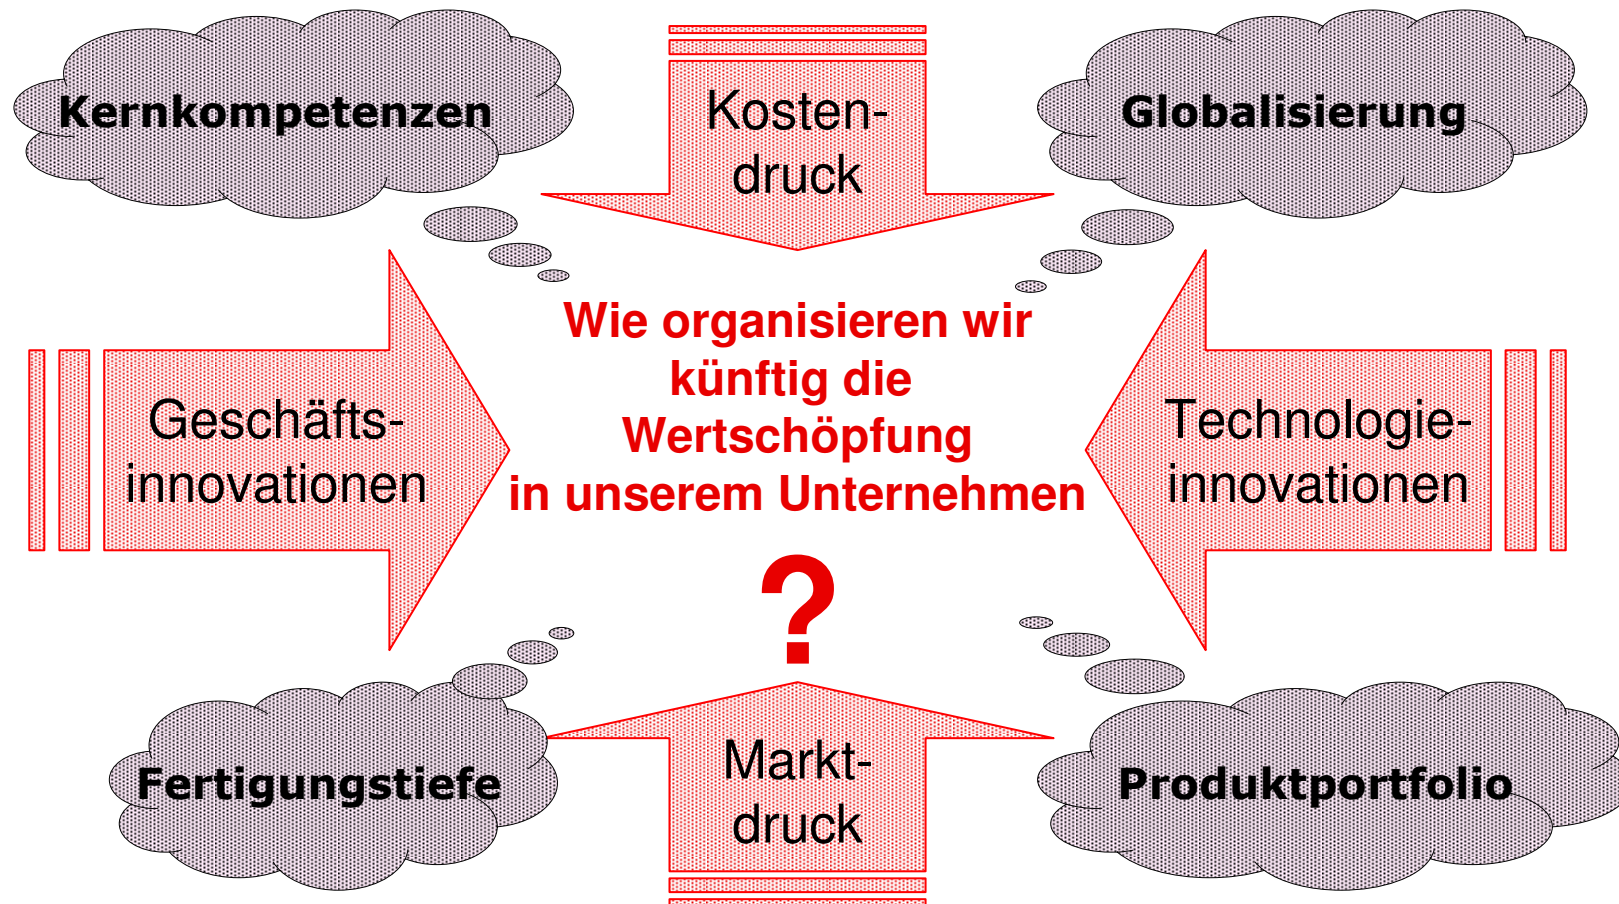 Kernkompetenzen
Kosten-
druck
Globalisierung
Wie organisieren wir
künftig die
Wertschöpfung
in unserem Unternehmen
?
Geschäfts-
innovationen
Technologie-
innovationen
Fertigungstiefe
Markt-
druck
Produktportfolio